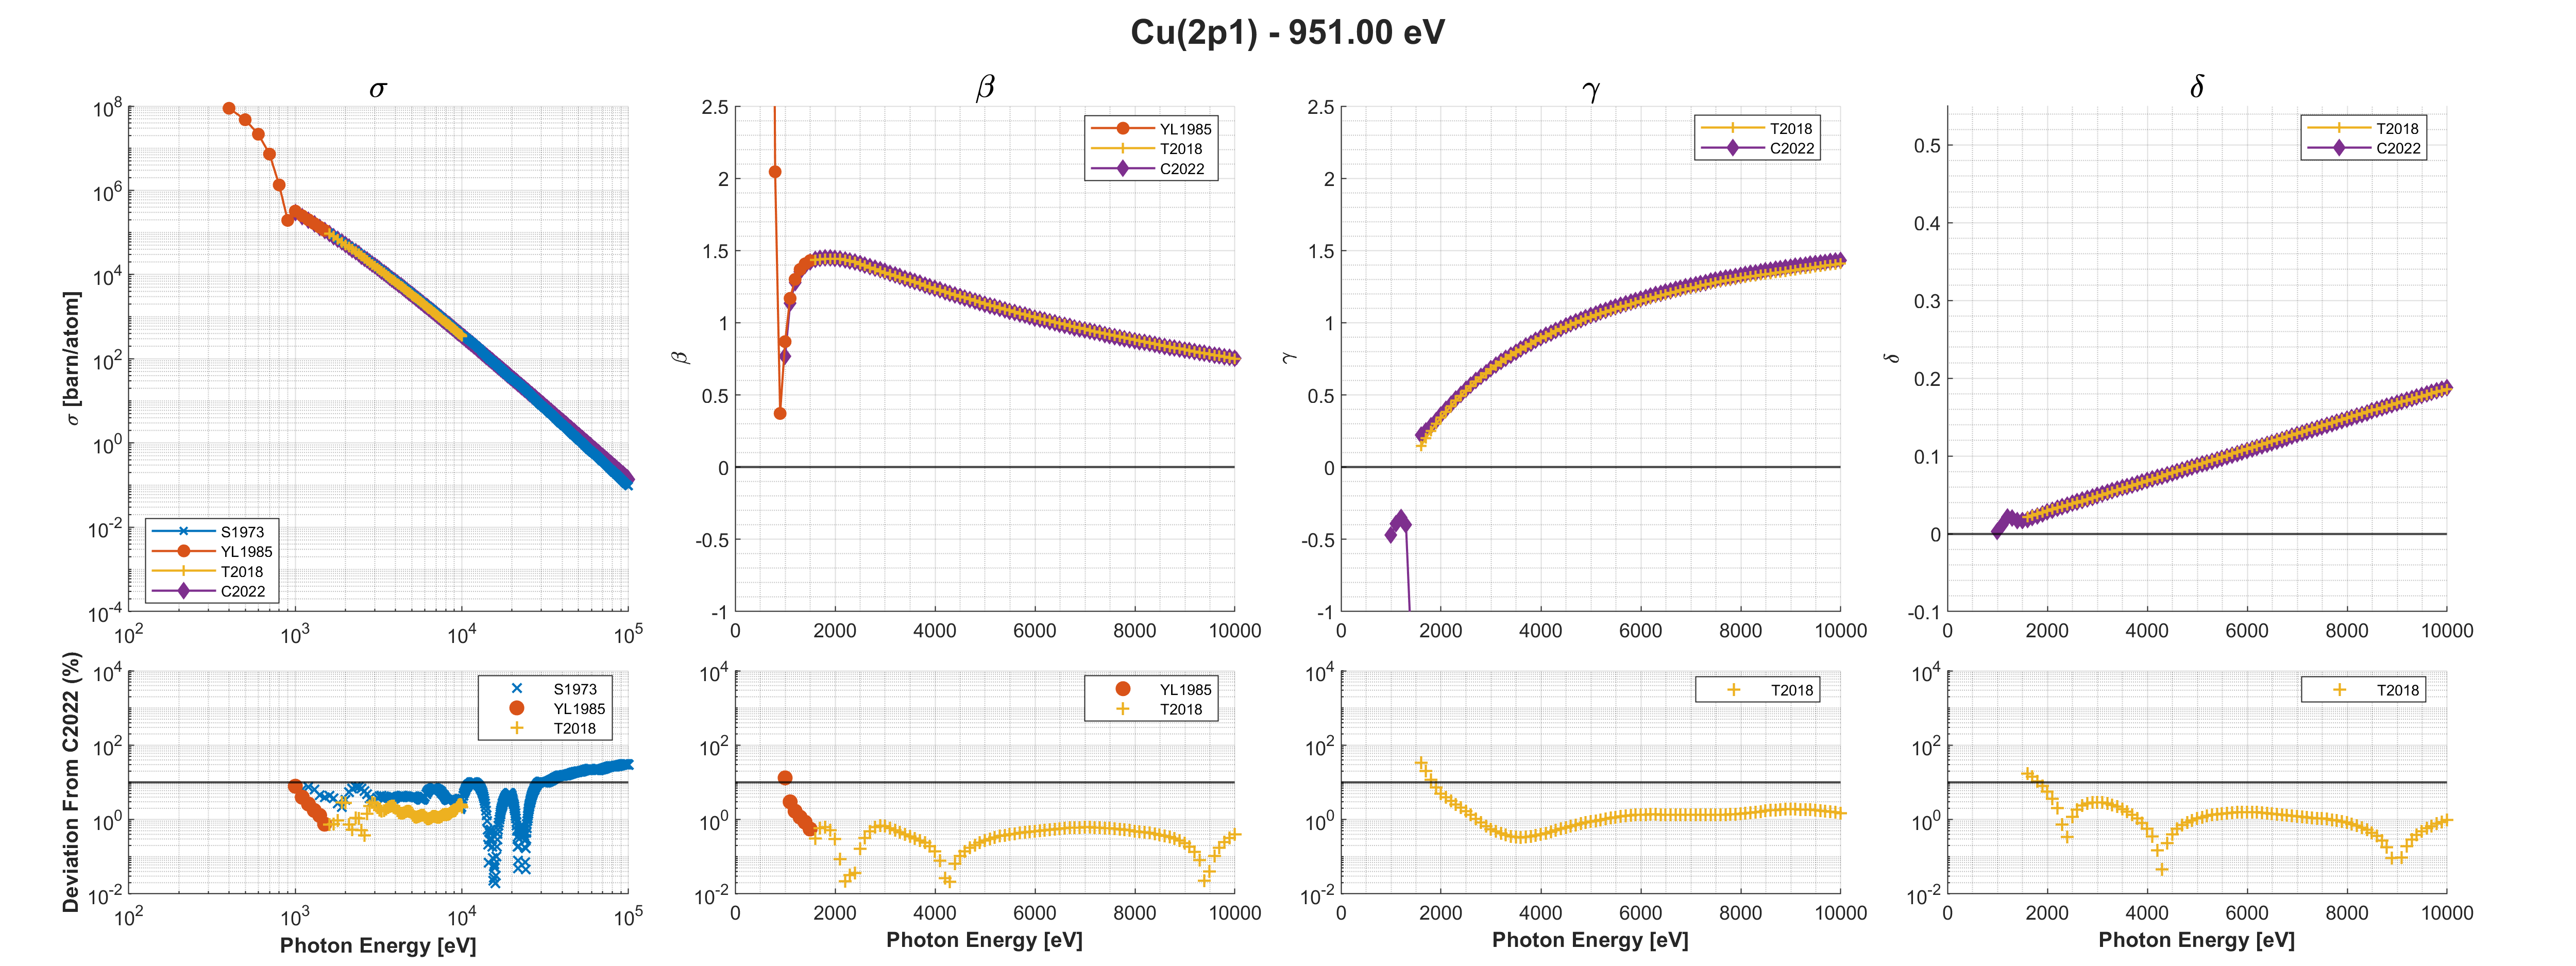 Cu(2p1) - 951.00 eV
σ
σ [barn/atom]
10^8
10^6
10^4
10^2
10^0
10^-2
10^-4
10^2
10^3
10^4
10^5
S1973
YL1985
T2018
C2022
β
β
2.5
2
1.5
1
0.5
0
-0.5
-1
0
2000
4000
6000
8000
10000
YL1985
T2018
C2022
γ
γ
2.5
2
1.5
1
0.5
0
-0.5
-1
0
2000
4000
6000
8000
10000
T2018
C2022
δ
δ
0.5
0.4
0.3
0.2
0.1
0
-0.1
0
2000
4000
6000
8000
10000
T2018
C2022
Deviation From C2022 (%)
10^4
10^2
10^0
10^-2
10^2
10^3
10^4
10^5
S1973
YL1985
T2018
Photon Energy [eV]
10^4
10^2
10^0
10^-2
0
2000
4000
6000
8000
10000
YL1985
T2018
Photon Energy [eV]
10^4
10^2
10^0
10^-2
0
2000
4000
6000
8000
10000
T2018
Photon Energy [eV]
10^4
10^2
10^0
10^-2
0
2000
4000
6000
8000
10000
T2018
Photon Energy [eV]